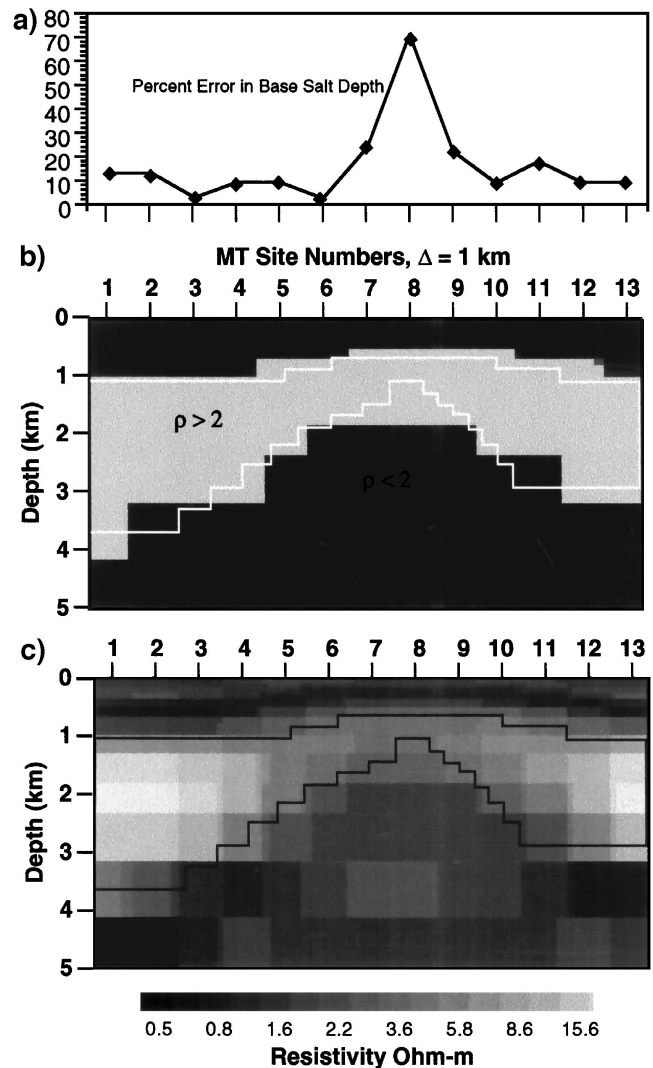 a)
80
70
60
50
40
30
20
10
0
Percent Error in Base Salt Depth
b)
MT Site Numbers, Δ = 1 km
1 2 3 4 5 6 7 8 9 10 11 12 13
0
1
2
3
4
5
Depth (km)
ρ > 2
ρ < 2
c)
1 2 3 4 5 6 7 8 9 10 11 12 13
0
1
2
3
4
5
Depth (km)
0.5 0.8 1.6 2.2 3.6 5.8 8.6 15.6
Resistivity Ohm-m